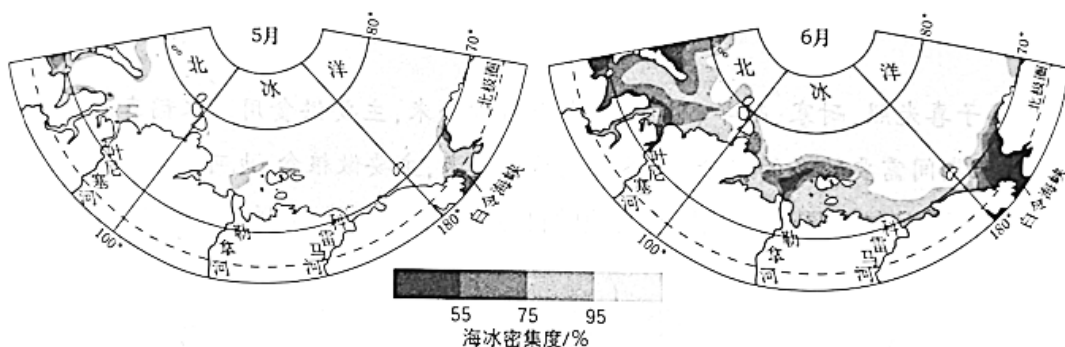 5月
80°
70°
北冰洋
北极圈
叶尼塞河
勒拿河
科雷马河
白令海峡
100°
180°
6月
80°
70°
北冰洋
北极圈
叶尼塞河
勒拿河
科雷马河
白令海峡
100°
180°
55 75 95
海冰密集度/%